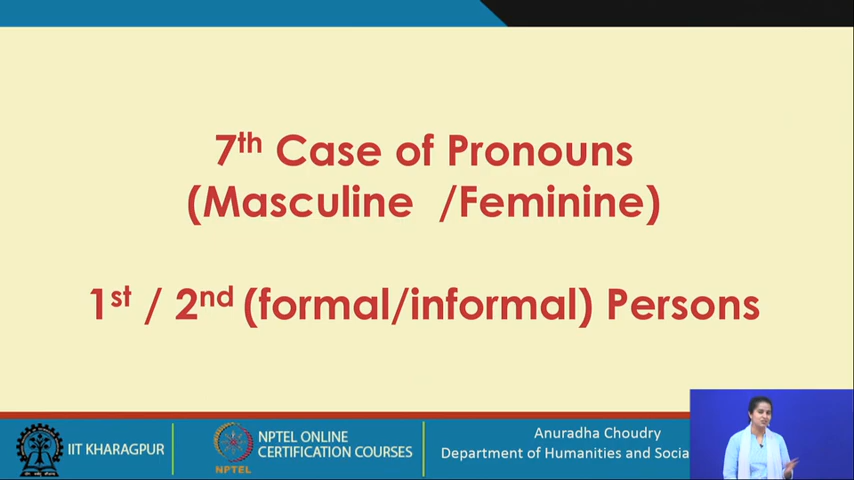 7th Case of Pronouns
(Masculine /Feminine)
1st / 2nd (formal/informal) Persons
IIT KHARAGPUR
NPTEL
NPTEL ONLINE
CERTIFICATION COURSES
Anuradha Choudry
Department of Humanities and Socia